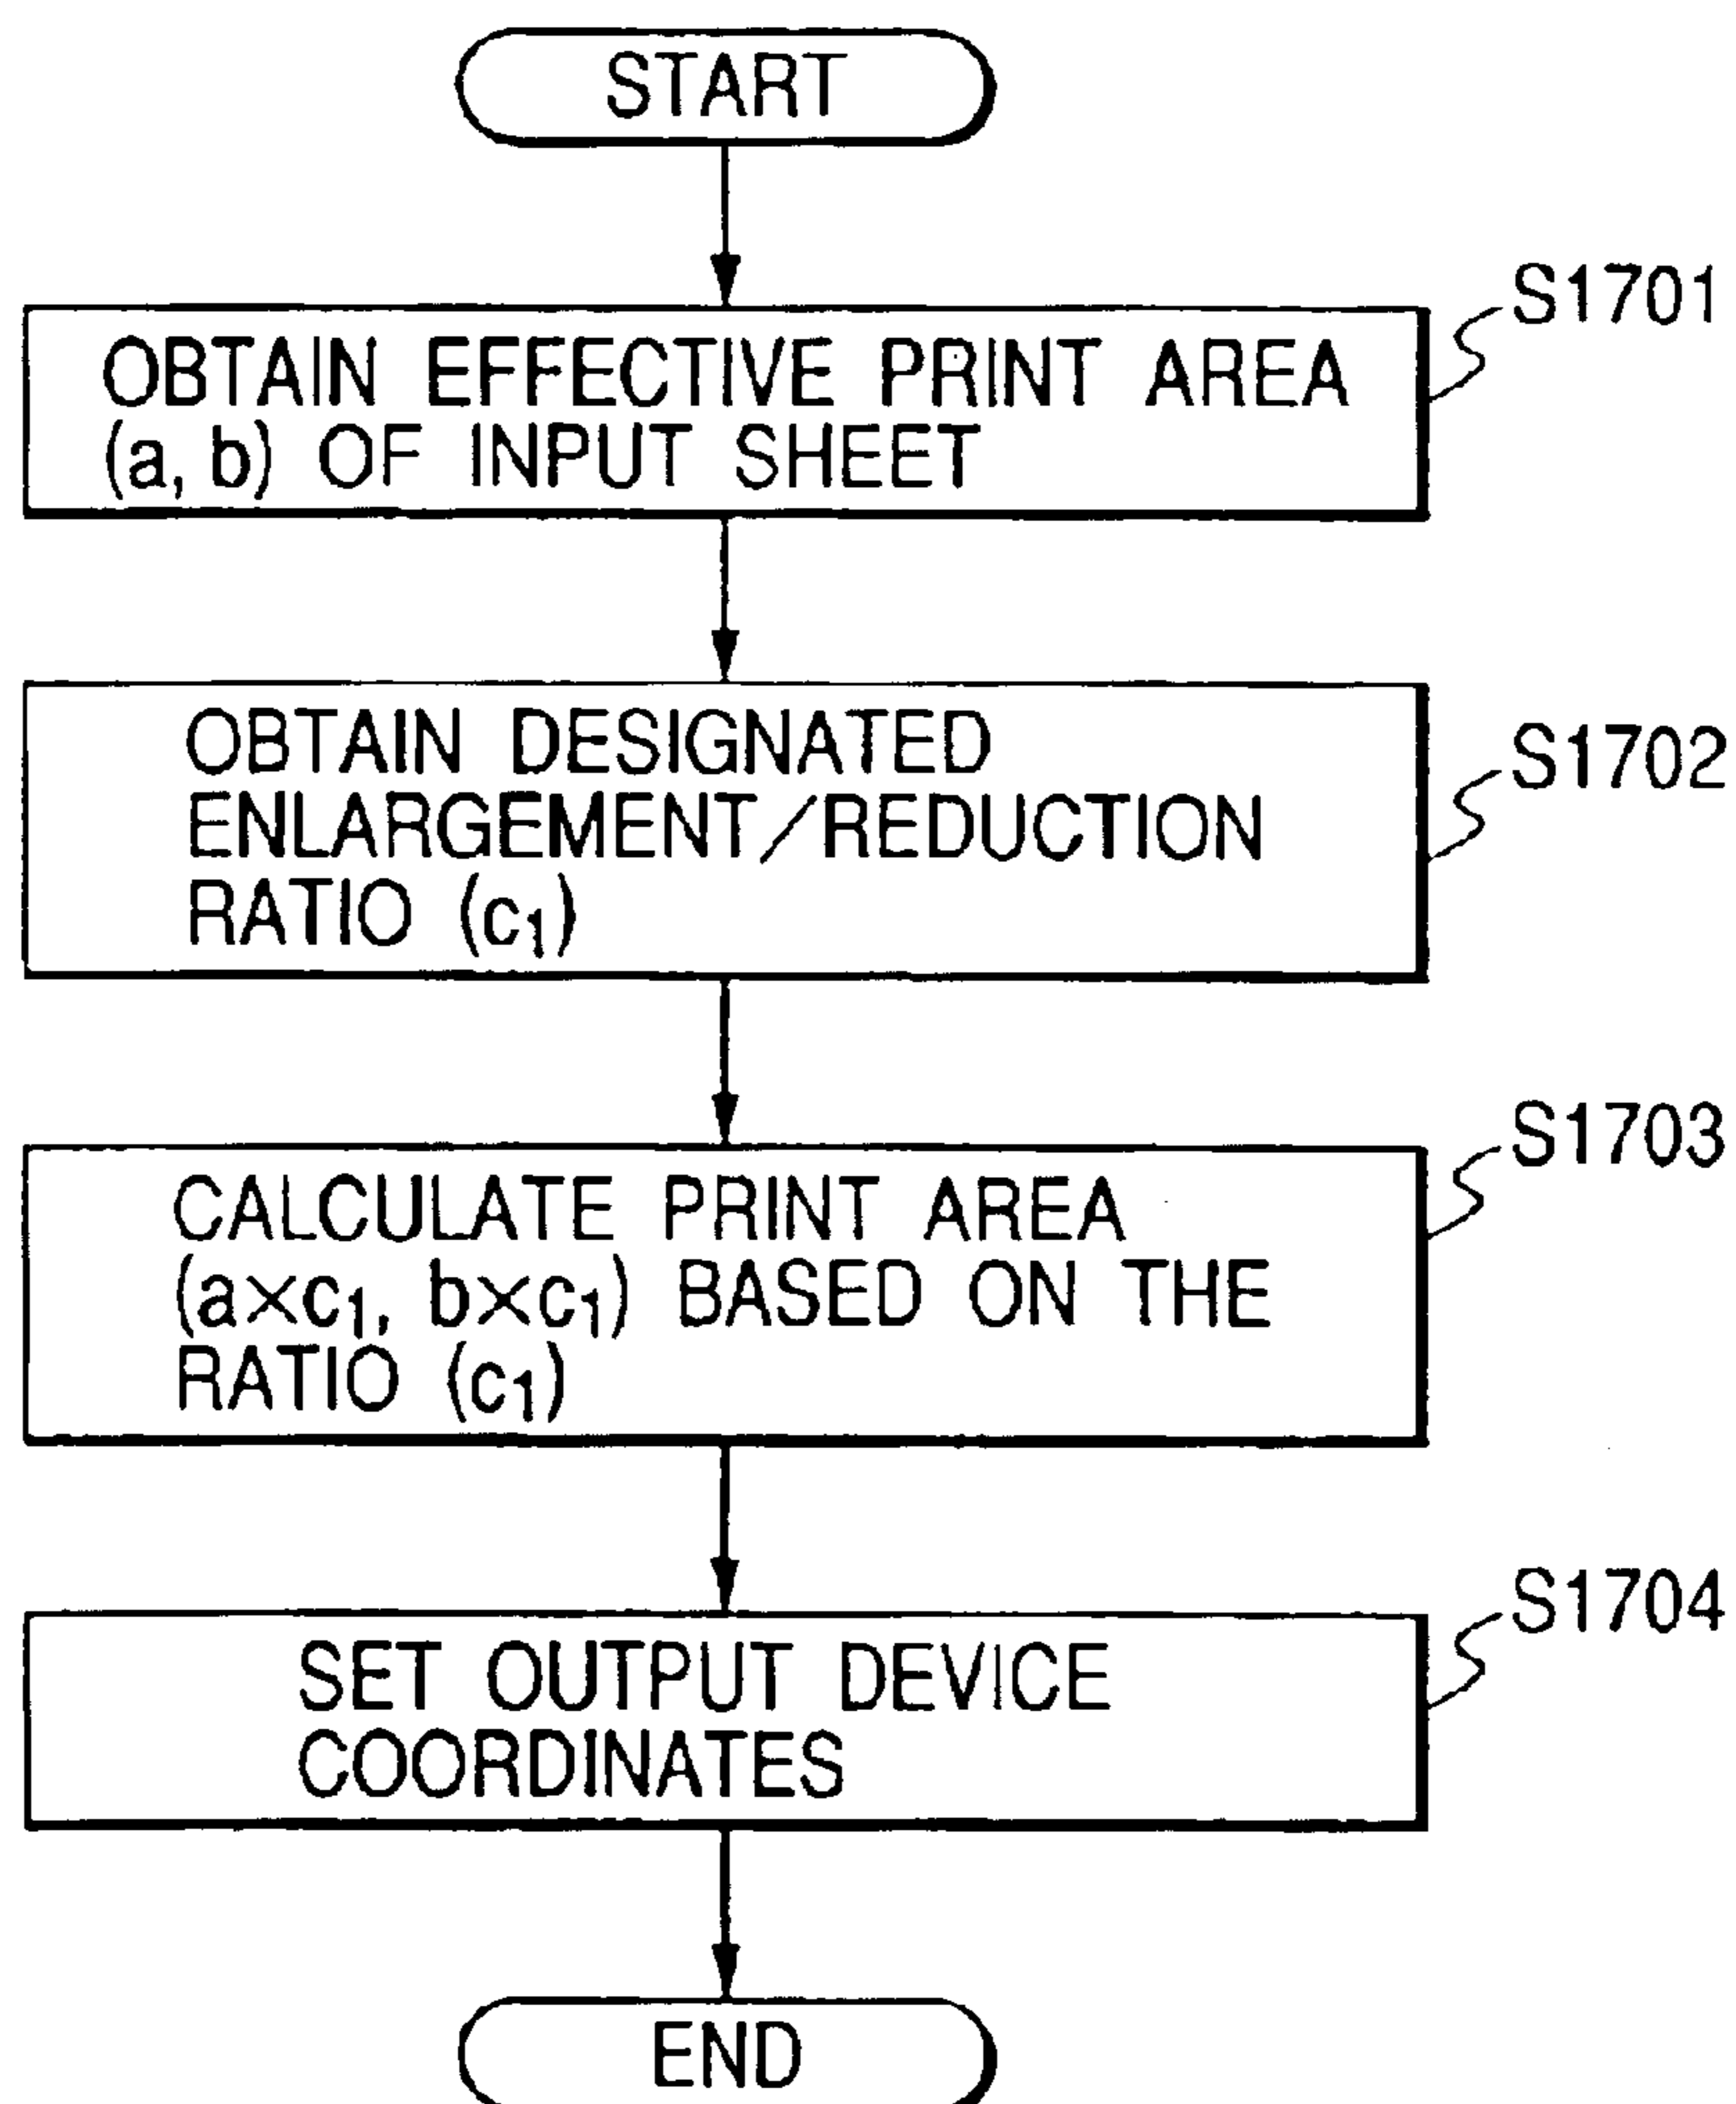 START
S1701
OBTAIN EFFECTIVE PRINT AREA
(a, b) OF INPUT SHEET
S1702
OBTAIN DESIGNATED
ENLARGEMENT/REDUCTION
RATIO (c₁)
S1703
CALCULATE PRINT AREA
(a×c₁, b×c₁) BASED ON THE
RATIO (c₁)
S1704
SET OUTPUT DEVICE
COORDINATES
END